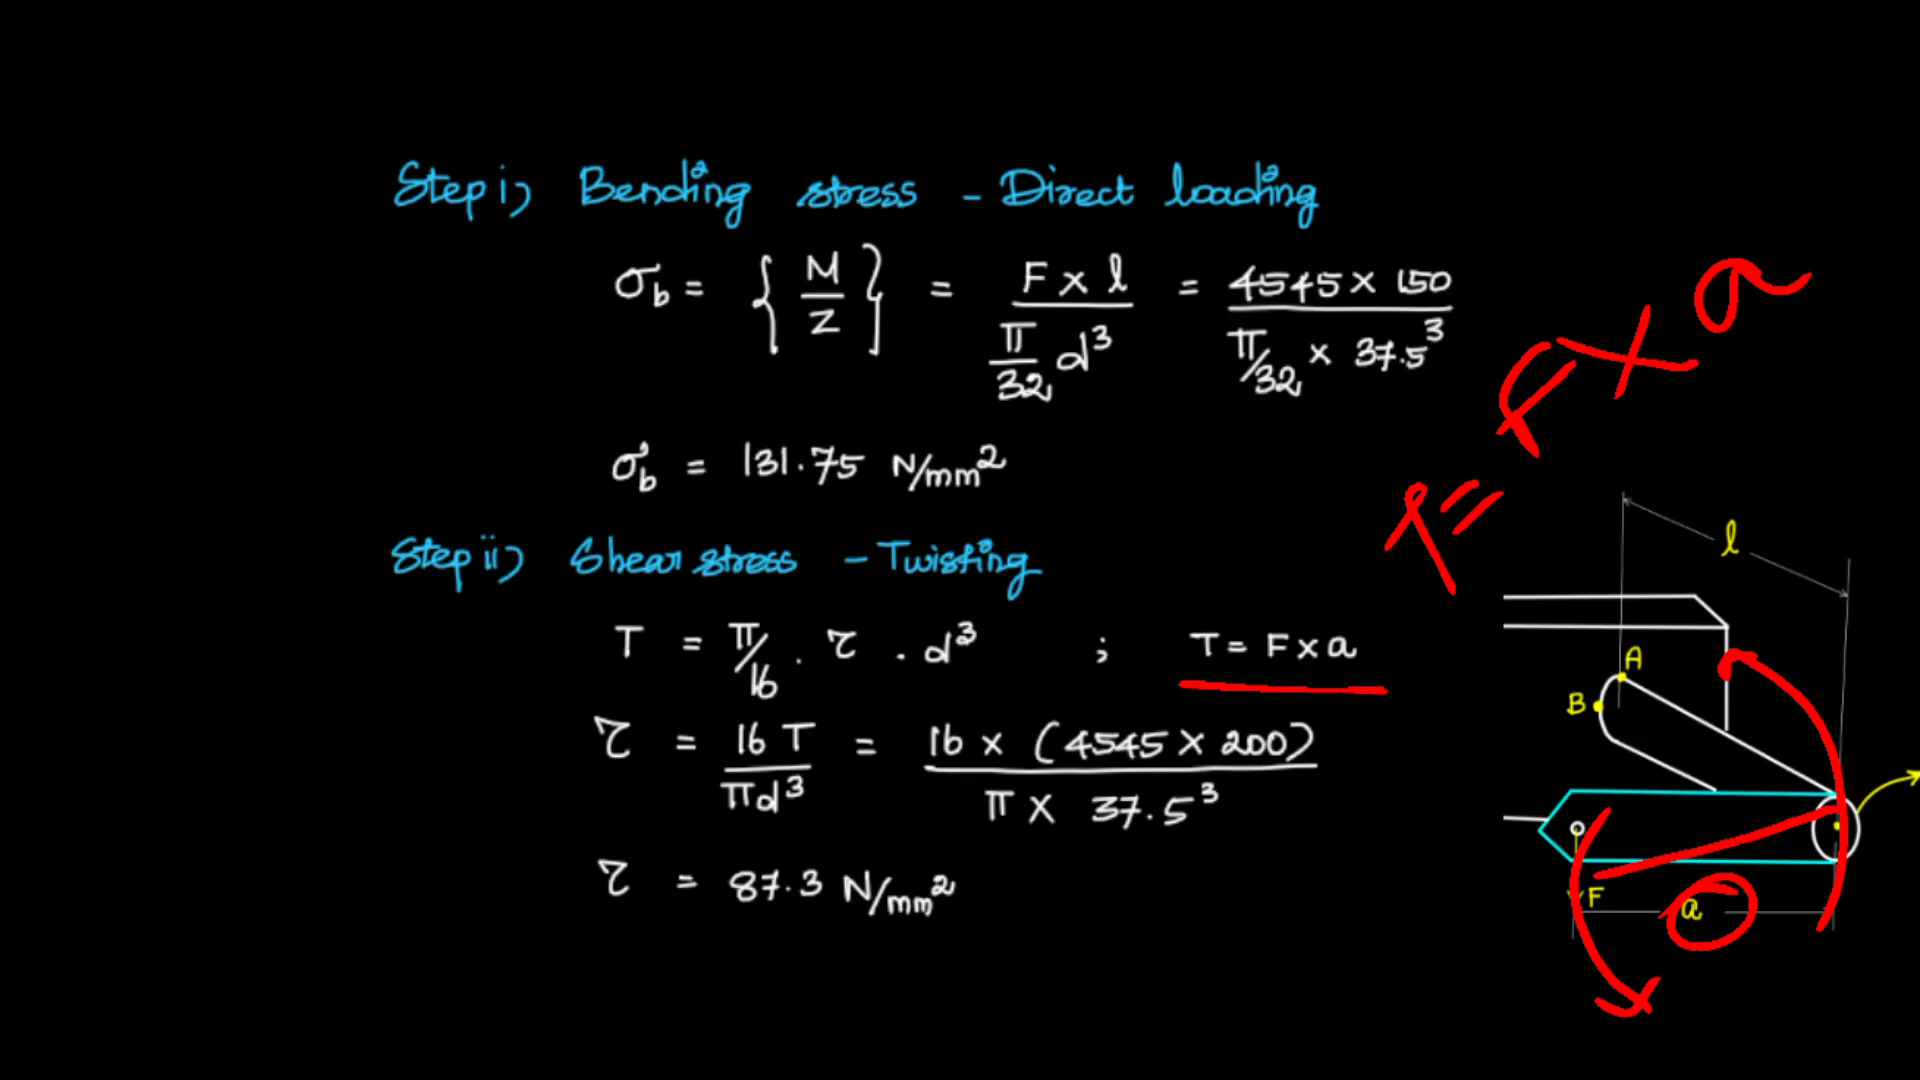 Step i) Bending stress - Direct loading
σb = { M / Z } = F x l / π/32 d³ = 4545 x 150 / π/32 x 37.5³
σb = 131.75 N/mm²
Step ii) Shear stress - Twisting
T = π/16 . τ . d³ ; T = F x a
τ = 16 T / πd³ = 16 x (4545 x 200) / π x 37.5³
τ = 87.3 N/mm²
T = F x a
l
A
B
F
a